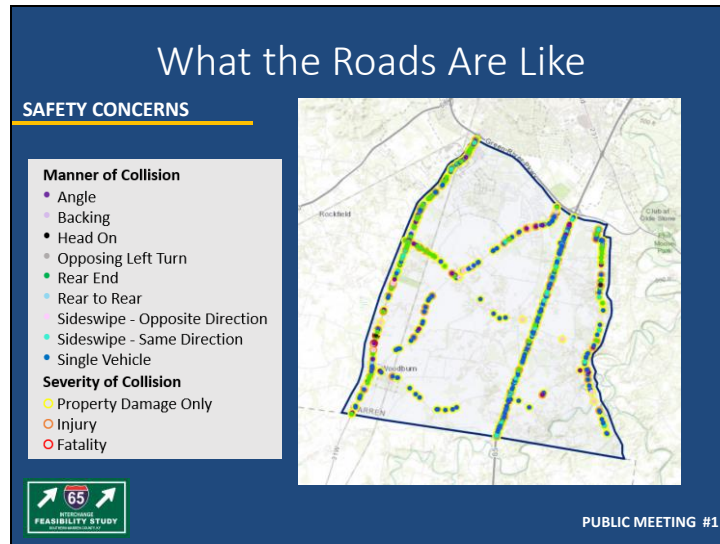 What the Roads Are Like
SAFETY CONCERNS
Manner of Collision
Angle
Backing
Head On
Opposing Left Turn
Rear End
Rear to Rear
Sideswipe - Opposite Direction
Sideswipe - Same Direction
Single Vehicle
Severity of Collision
Property Damage Only
Injury
Fatality
Rockfield
Woodburn
65
INTERCHANGE
FEASIBILITY STUDY
PUBLIC MEETING #1